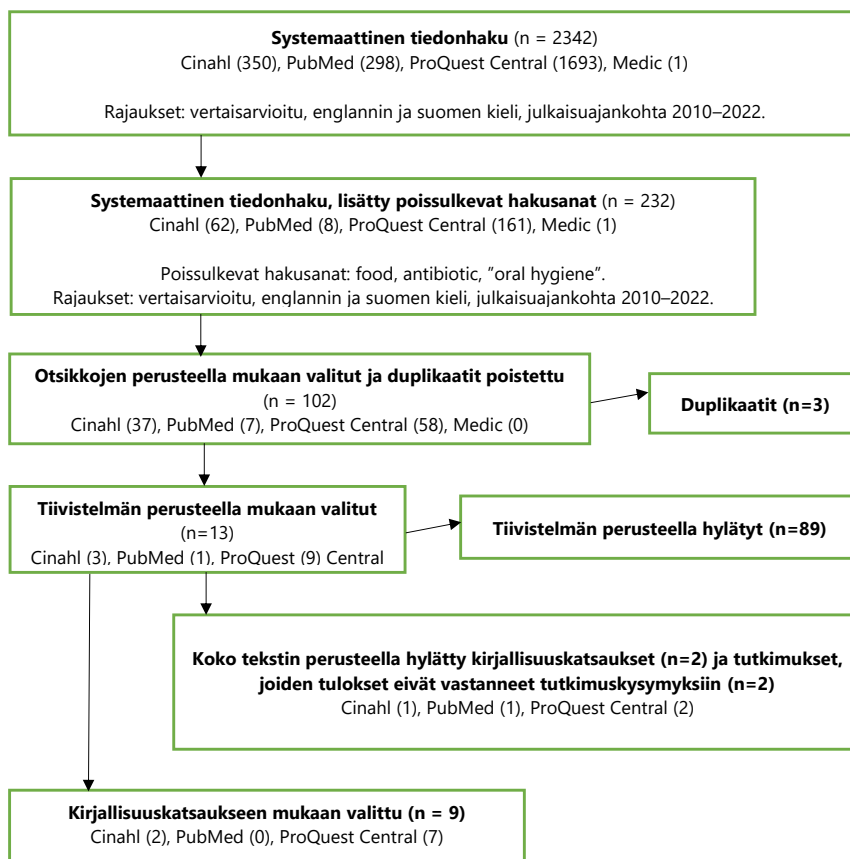 Systemaattinen tiedonhaku (n = 2342)
Cinahl (350), PubMed (298), ProQuest Central (1693), Medic (1)
Rajaukset: vertaisarvioitu, englannin ja suomen kieli, julkaisuajankohta 2010–2022.
Systemaattinen tiedonhaku, lisätty poissulkevat hakusanat (n = 232)
Cinahl (62), PubMed (8), ProQuest Central (161), Medic (1)
Poissulkevat hakusanat: food, antibiotic, ”oral hygiene”.
Rajaukset: vertaisarvioitu, englannin ja suomen kieli, julkaisuajankohta 2010–2022.
Otsikkojen perusteella mukaan valitut ja duplikaatit poistettu
(n = 102)
Cinahl (37), PubMed (7), ProQuest Central (58), Medic (0)
Duplikaatit (n=3)
Tiivistelmän perusteella mukaan valitut
(n=13)
Cinahl (3), PubMed (1), ProQuest (9) Central
Tiivistelmän perusteella hylätyt (n=89)
Koko tekstin perusteella hylätty kirjallisuuskatsaukset (n=2) ja tutkimukset,
joiden tulokset eivät vastanneet tutkimuskysymyksiin (n=2)
Cinahl (1), PubMed (1), ProQuest Central (2)
Kirjallisuuskatsaukseen mukaan valittu (n = 9)
Cinahl (2), PubMed (0), ProQuest Central (7)